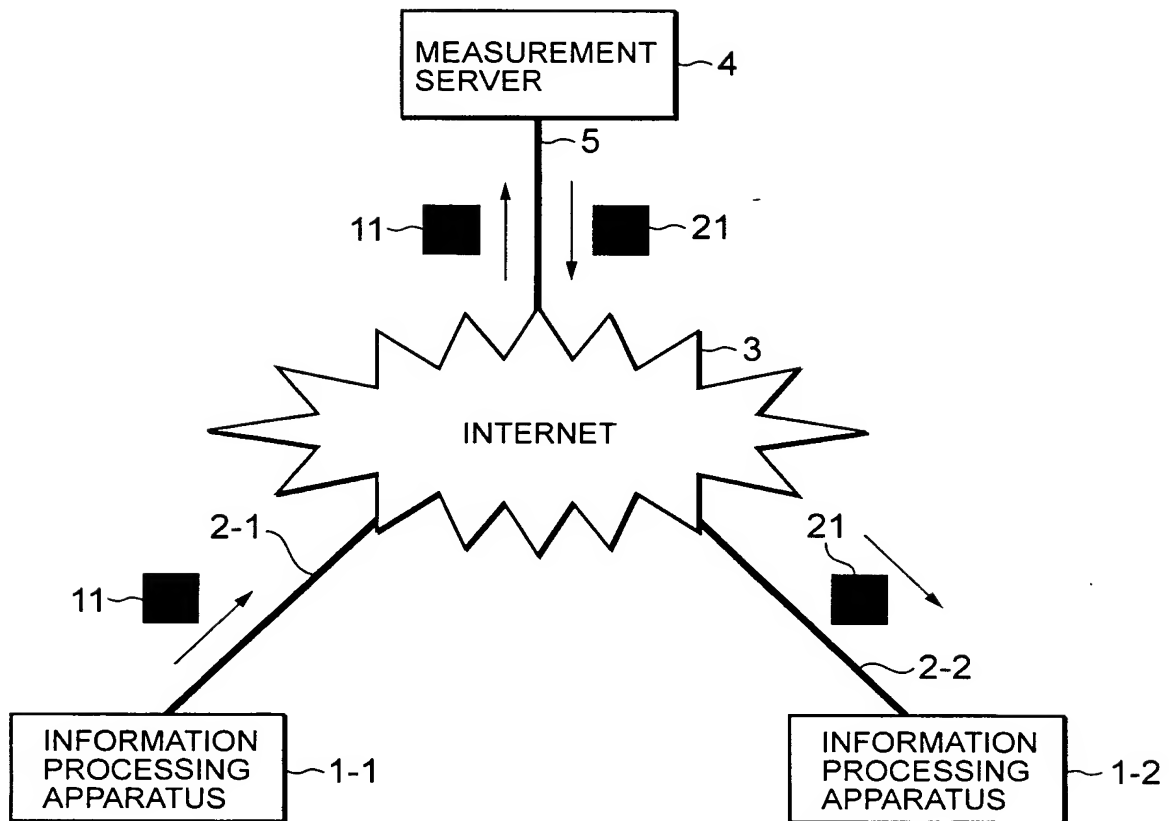 MEASUREMENT
SERVER
4
5
11
21
3
INTERNET
2-1
21
11
2-2
INFORMATION
PROCESSING
APPARATUS
1-1
INFORMATION
PROCESSING
APPARATUS
1-2